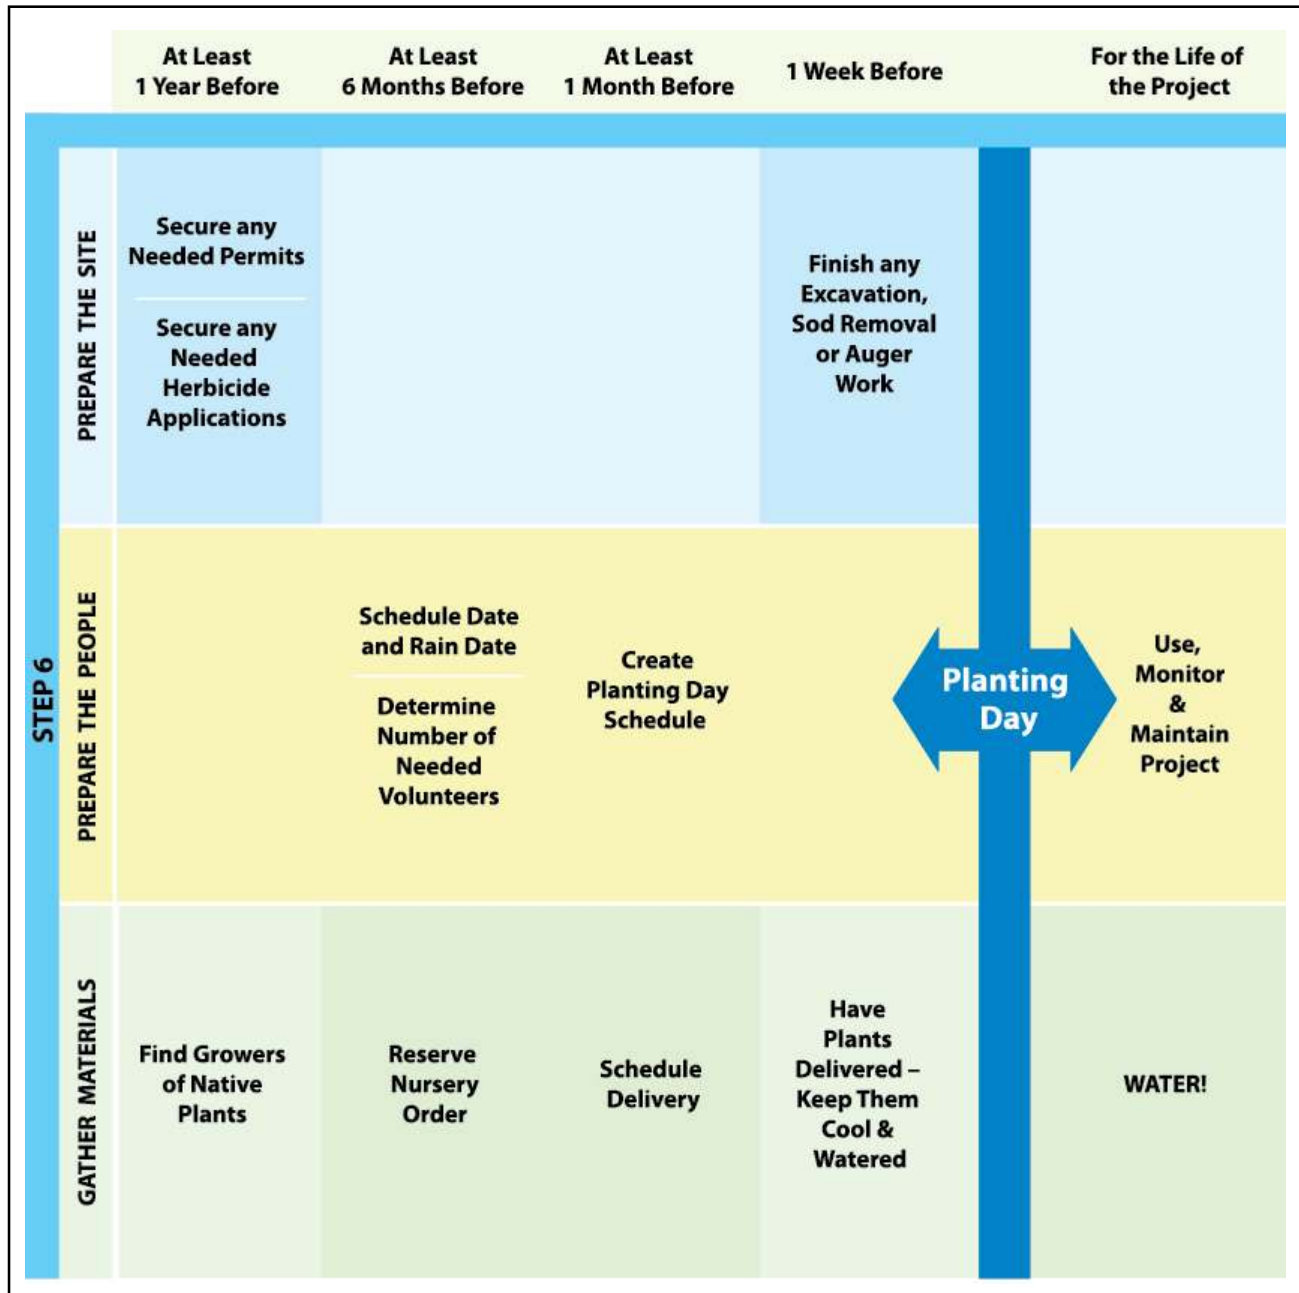 At Least
1 Year Before
At Least
6 Months Before
At Least
1 Month Before
1 Week Before
For the Life of
the Project
STEP 6
PREPARE THE SITE
Secure any
Needed Permits
Secure any
Needed
Herbicide
Applications
Finish any
Excavation,
Sod Removal
or Auger
Work
PREPARE THE PEOPLE
Schedule Date
and Rain Date
Determine
Number of
Needed
Volunteers
Create
Planting Day
Schedule
Planting
Day
Use,
Monitor
&
Maintain
Project
GATHER MATERIALS
Find Growers
of Native
Plants
Reserve
Nursery
Order
Schedule
Delivery
Have
Plants
Delivered –
Keep Them
Cool &
Watered
WATER!